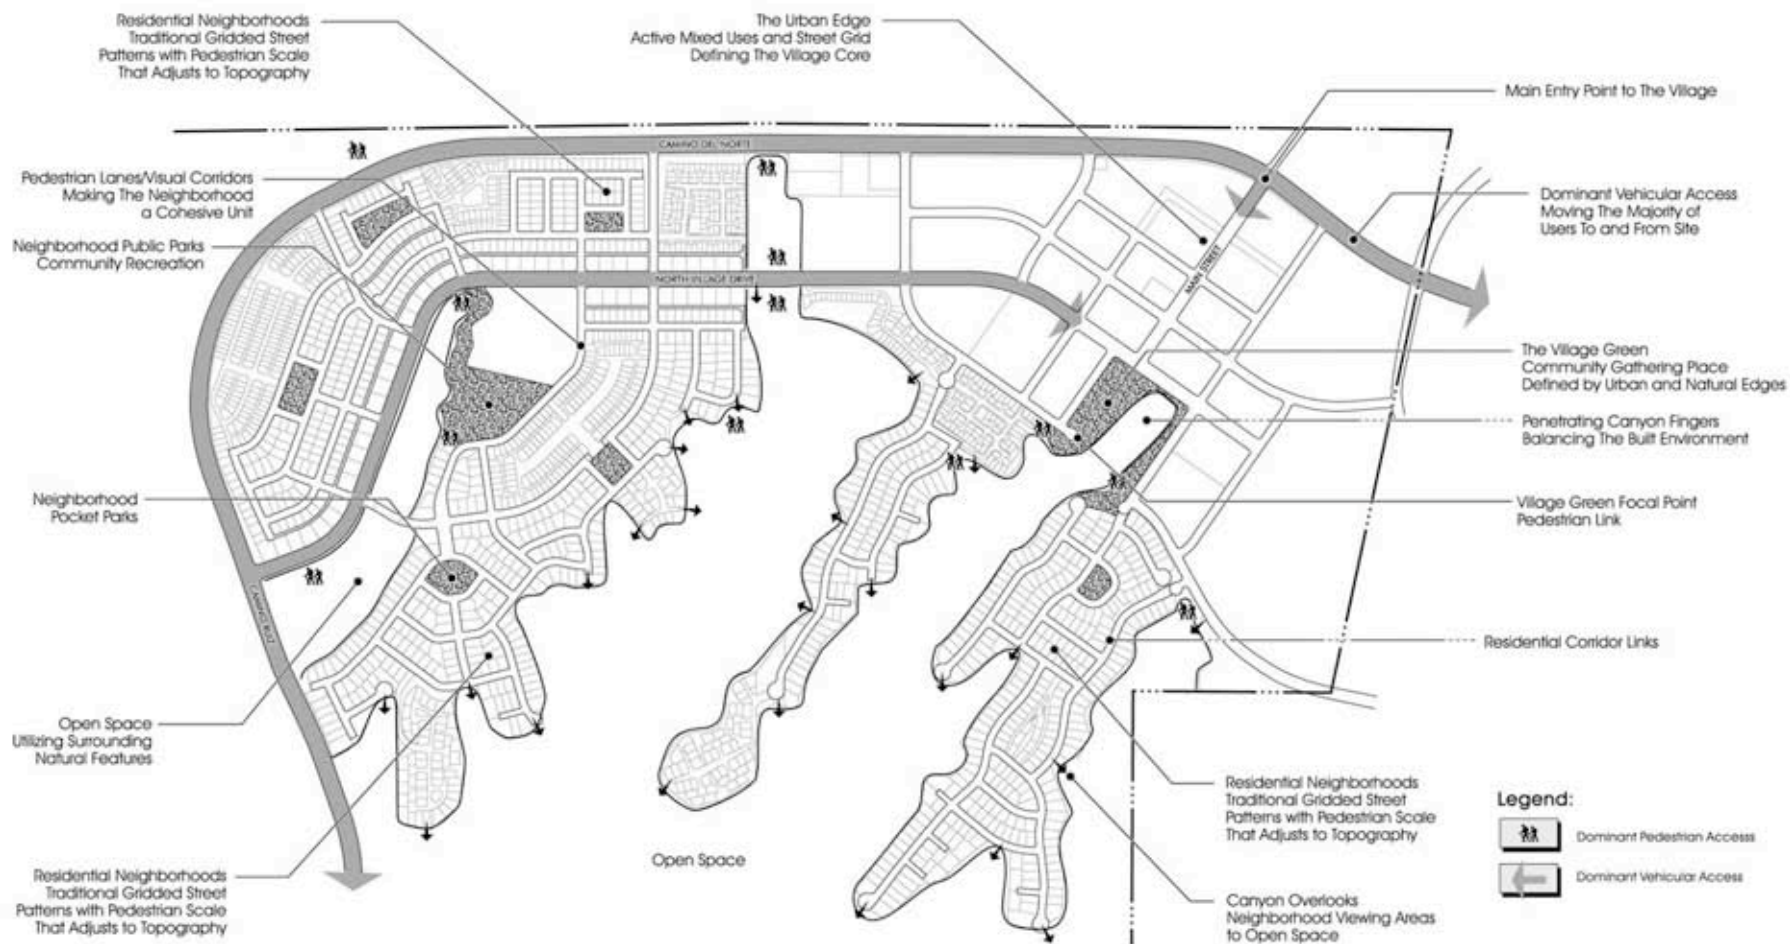 Residential Neighborhoods
Traditional Gridded Street
Patterns with Pedestrian Scale
That Adjusts to Topography
The Urban Edge
Active Mixed Uses and Street Grid
Defining The Village Core
Main Entry Point to The Village
Pedestrian Lanes/Visual Corridors
Making The Neighborhood
a Cohesive Unit
CAMINO DEL NORTE
Dominant Vehicular Access
Moving The Majority of
Users To and From Site
Neighborhood Public Parks
Community Recreation
NORTH VILLAGE DRIVE
MAIN STREET
The Village Green
Community Gathering Place
Defined by Urban and Natural Edges
Penetrating Canyon Fingers
Balancing The Built Environment
Neighborhood
Pocket Parks
Village Green Focal Point
Pedestrian Link
CAMINO RUIZ
Residential Corridor Links
Open Space
Utilizing Surrounding
Natural Features
Residential Neighborhoods
Traditional Gridded Street
Patterns with Pedestrian Scale
That Adjusts to Topography
Legend:
Dominant Pedestrian Accesss
Dominant Vehicular Access
Open Space
Residential Neighborhoods
Traditional Gridded Street
Patterns with Pedestrian Scale
That Adjusts to Topography
Canyon Overlooks
Neighborhood Viewing Areas
to Open Space